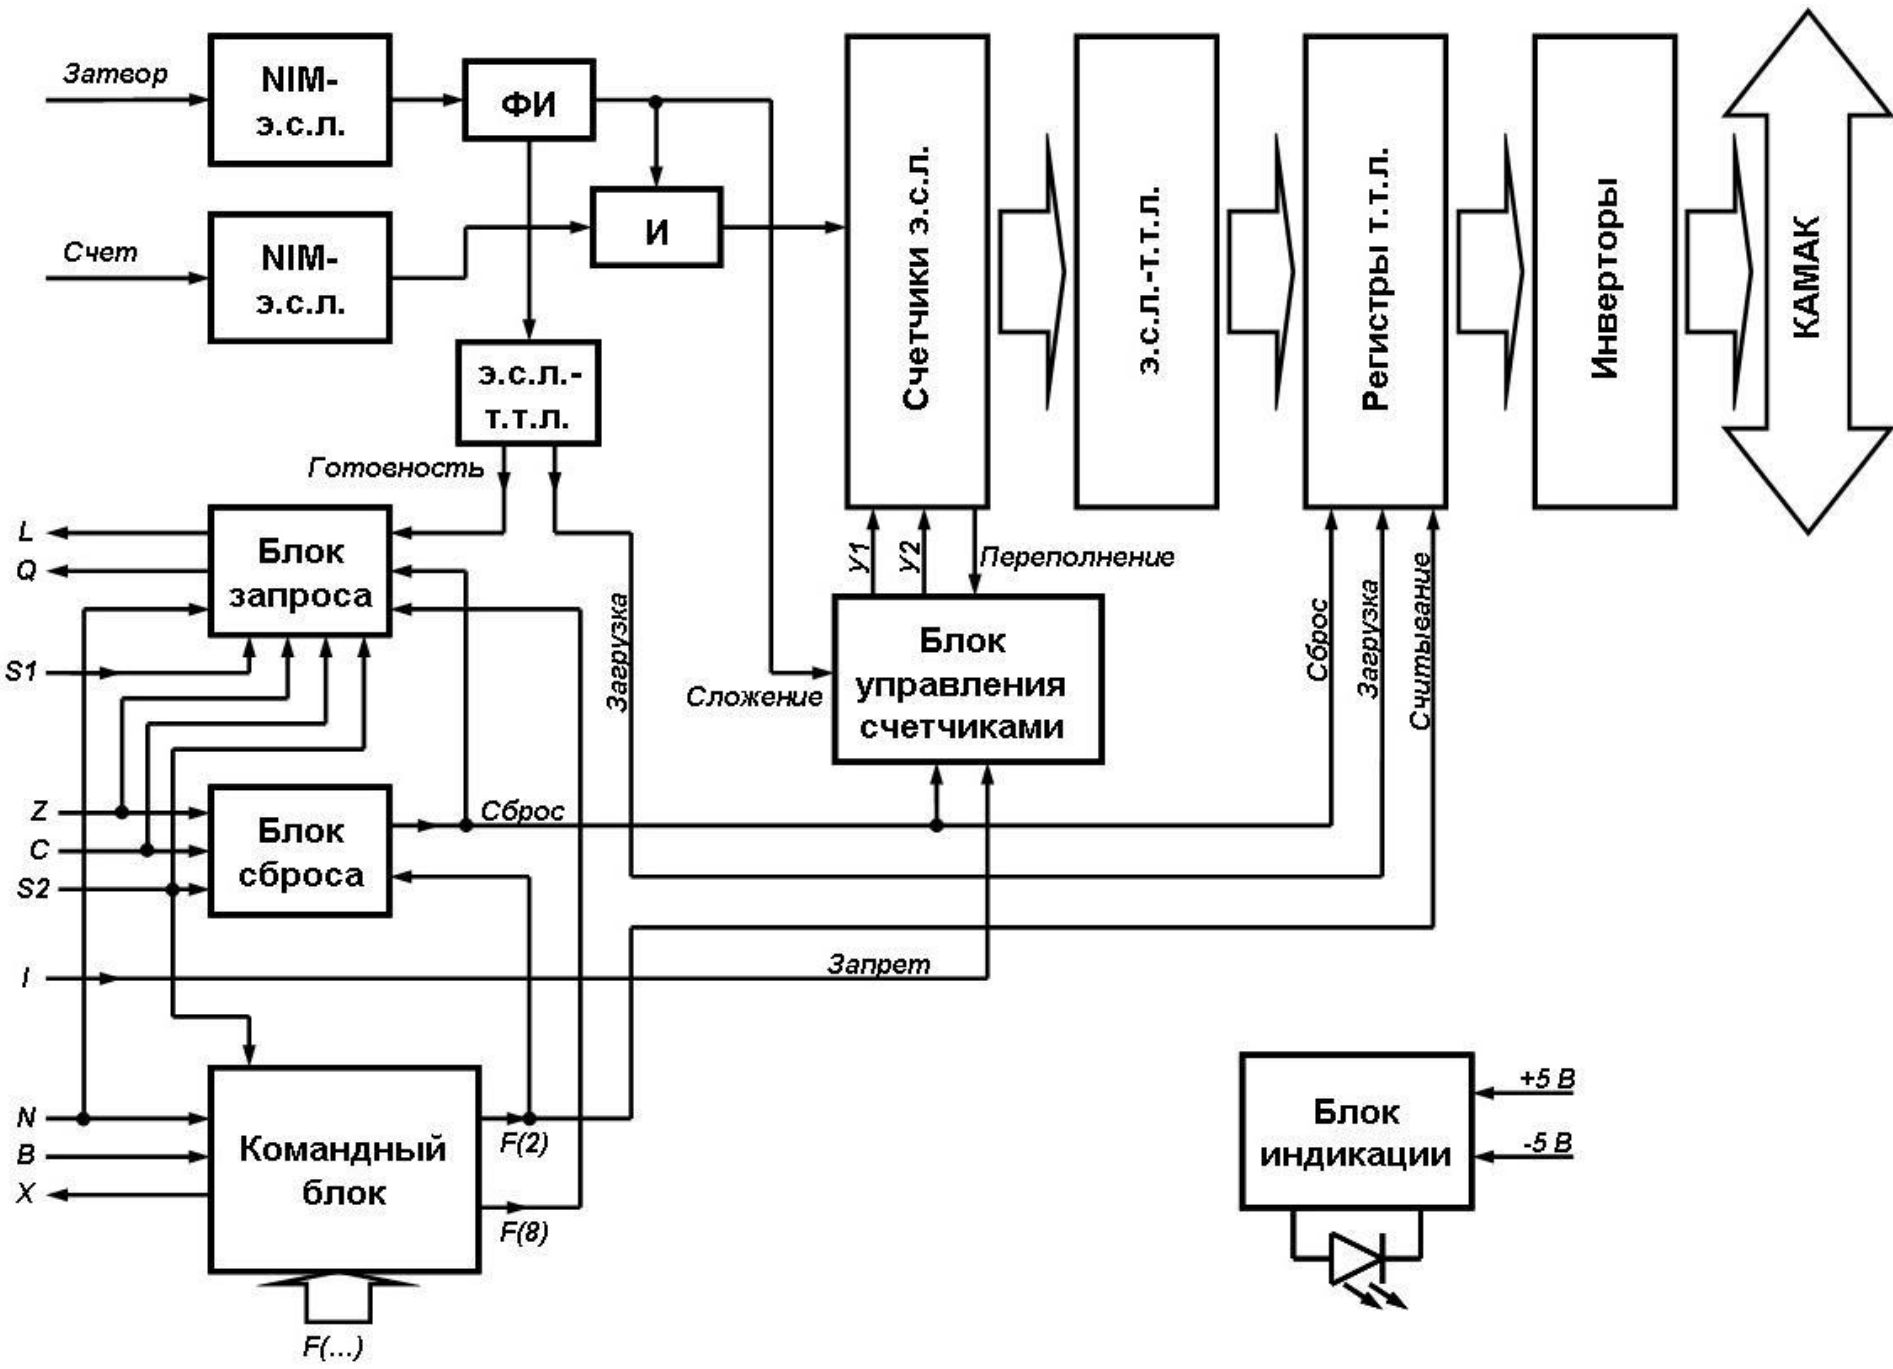 Затвор
NIM-
э.с.л.
ФИ
Счет
NIM-
э.с.л.
И
э.с.л.-
т.т.л.
Счетчики э.с.л.
э.с.л.-т.т.л.
Регистры т.т.л.
Инверторы
КАМАК
Готовность
L
Q
Блок
запроса
S1
Загрузка
У1
У2
Переполнение
Блок
управления
счетчиками
Сложение
Сброс
Загрузка
Считывание
Z
C
S2
Блок
сброса
Сброс
I
Запрет
N
B
X
Командный
блок
F(2)
F(8)
F(...)
Блок
индикации
+5 В
-5 В